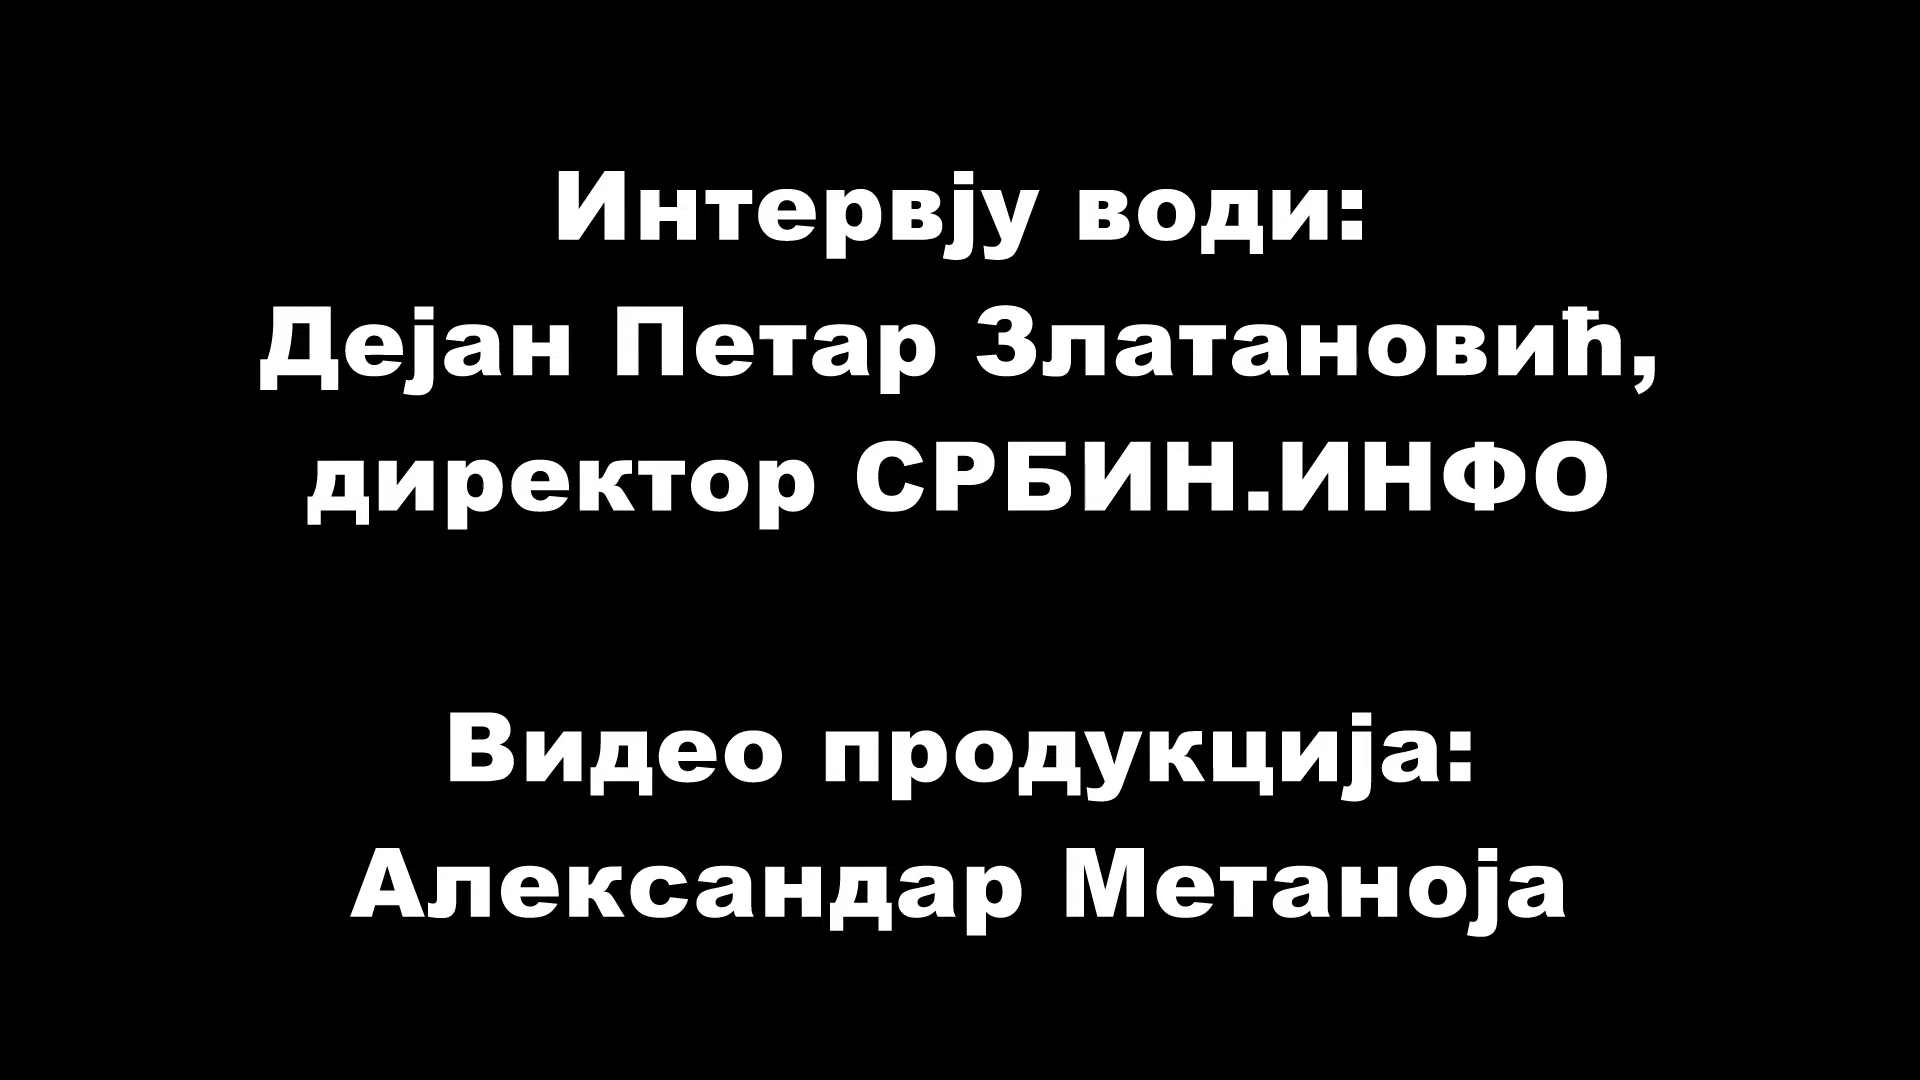 Интервју води:
Дејан Петар Златановић,
директор СРБИН.ИНФО
Видео продукција:
Александар Метаноја